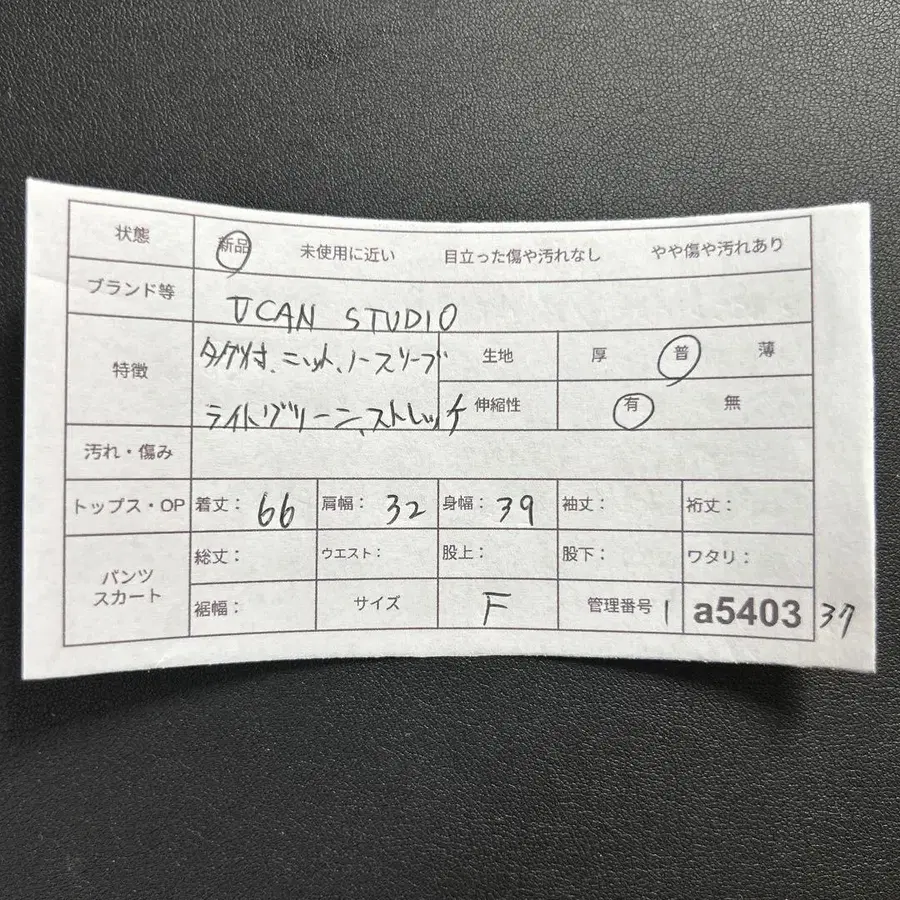 状態 新品 未使用に近い 目立った傷や汚れなし やや傷や汚れあり
ブランド等 UCAN STUDIO
特徴 タグ付、ニット、ノースリーブ 生地 厚 普 薄
ライトグリーン、ストレッチ 伸縮性 有 無
汚れ・傷み
トップス・OP 着丈： 66 肩幅： 32 身幅： 39 袖丈： 裄丈：
パンツ スカート 総丈： ウエスト： 股上： 股下： ワタリ：
裾幅： サイズ F 管理番号 1 a5403 37